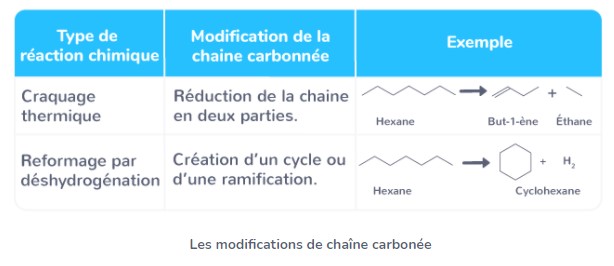 Type de
réaction chimique
Modification de la
chaine carbonnée
Exemple
Craquage
thermique
Réduction de la chaine
en deux parties.
+
Hexane
But-1-ène
Éthane
Reformage par
déshydrogénation
Création d'un cycle ou
d'une ramification.
+ H₂
Hexane
Cyclohexane
Les modifications de chaîne carbonée